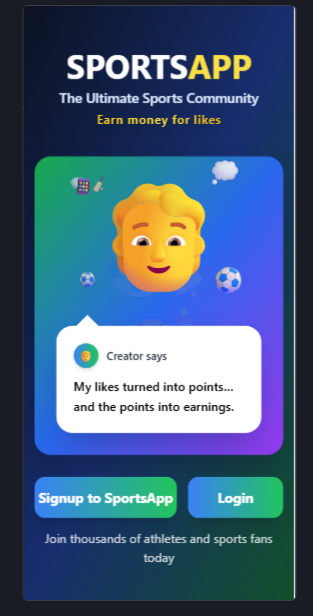 SPORTSAPP
The Ultimate Sports Community
Earn money for likes
Creator says
My likes turned into points...
and the points into earnings.
Signup to SportsApp
Login
Join thousands of athletes and sports fans
today